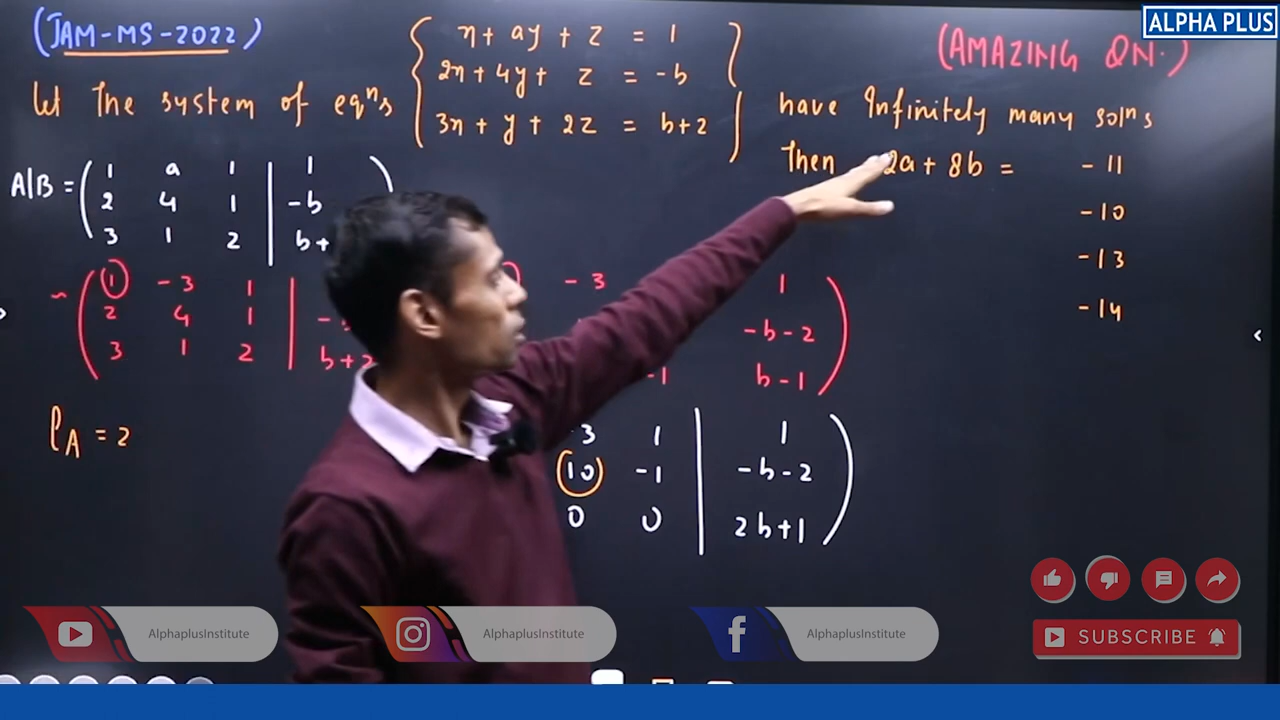 ALPHA PLUS
(JAM-MS-2022)
x + ay + z = 1
2x + 4y + z = -b
3x + y + 2z = b+2
(AMAZING QN.)
Let The system of eqns
have Infinitely many solns
Then 2a + 8b =
-11
-10
-13
-14
A|B =
1 a 1 | 1
2 4 1 | -b
3 1 2 | b+
~
1 -3 1
2 4 1 | -
3 1 2 | b+2
-3 1
-b-2
-1 b-1
ρA = 2
3 1 | 1
10 -1 | -b-2
0 0 | 2b+1
AlphaplusInstitute
AlphaplusInstitute
AlphaplusInstitute
SUBSCRIBE